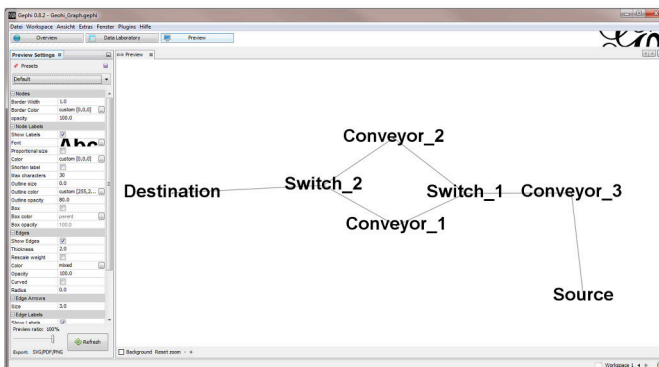 Gephi 0.8.2 - Geohi_Graph.gephi
Datei Workspace Ansicht Extras Fenster Plugins Hilfe
Overview Data Laboratory Preview
Preview Settings
Presets
Default
Nodes
Border Width 1.0
Border Color custom [0,0,0]
opacity 100.0
Node Labels
Show Labels
Font Abc
Proportional size
Color custom [0,0,0]
Shorten label
Max characters 30
Outline size 0.0
Outline color custom [255,2...
Outline opacity 80.0
Box
Box color parent
Box opacity 100.0
Edges
Show Edges
Thickness 2.0
Rescale weight
Color mixed
Opacity 100.0
Curved
Radius 0.0
Edge Arrows
Size 3.0
Edge Labels
Show Labels
Preview ratio: 100%
Refresh
Export: SVG/PDF/PNG
Preview
Conveyor_2
Destination
Switch_2
Switch_1
Conveyor_3
Conveyor_1
Source
Background Reset zoom - +
Workspace 1